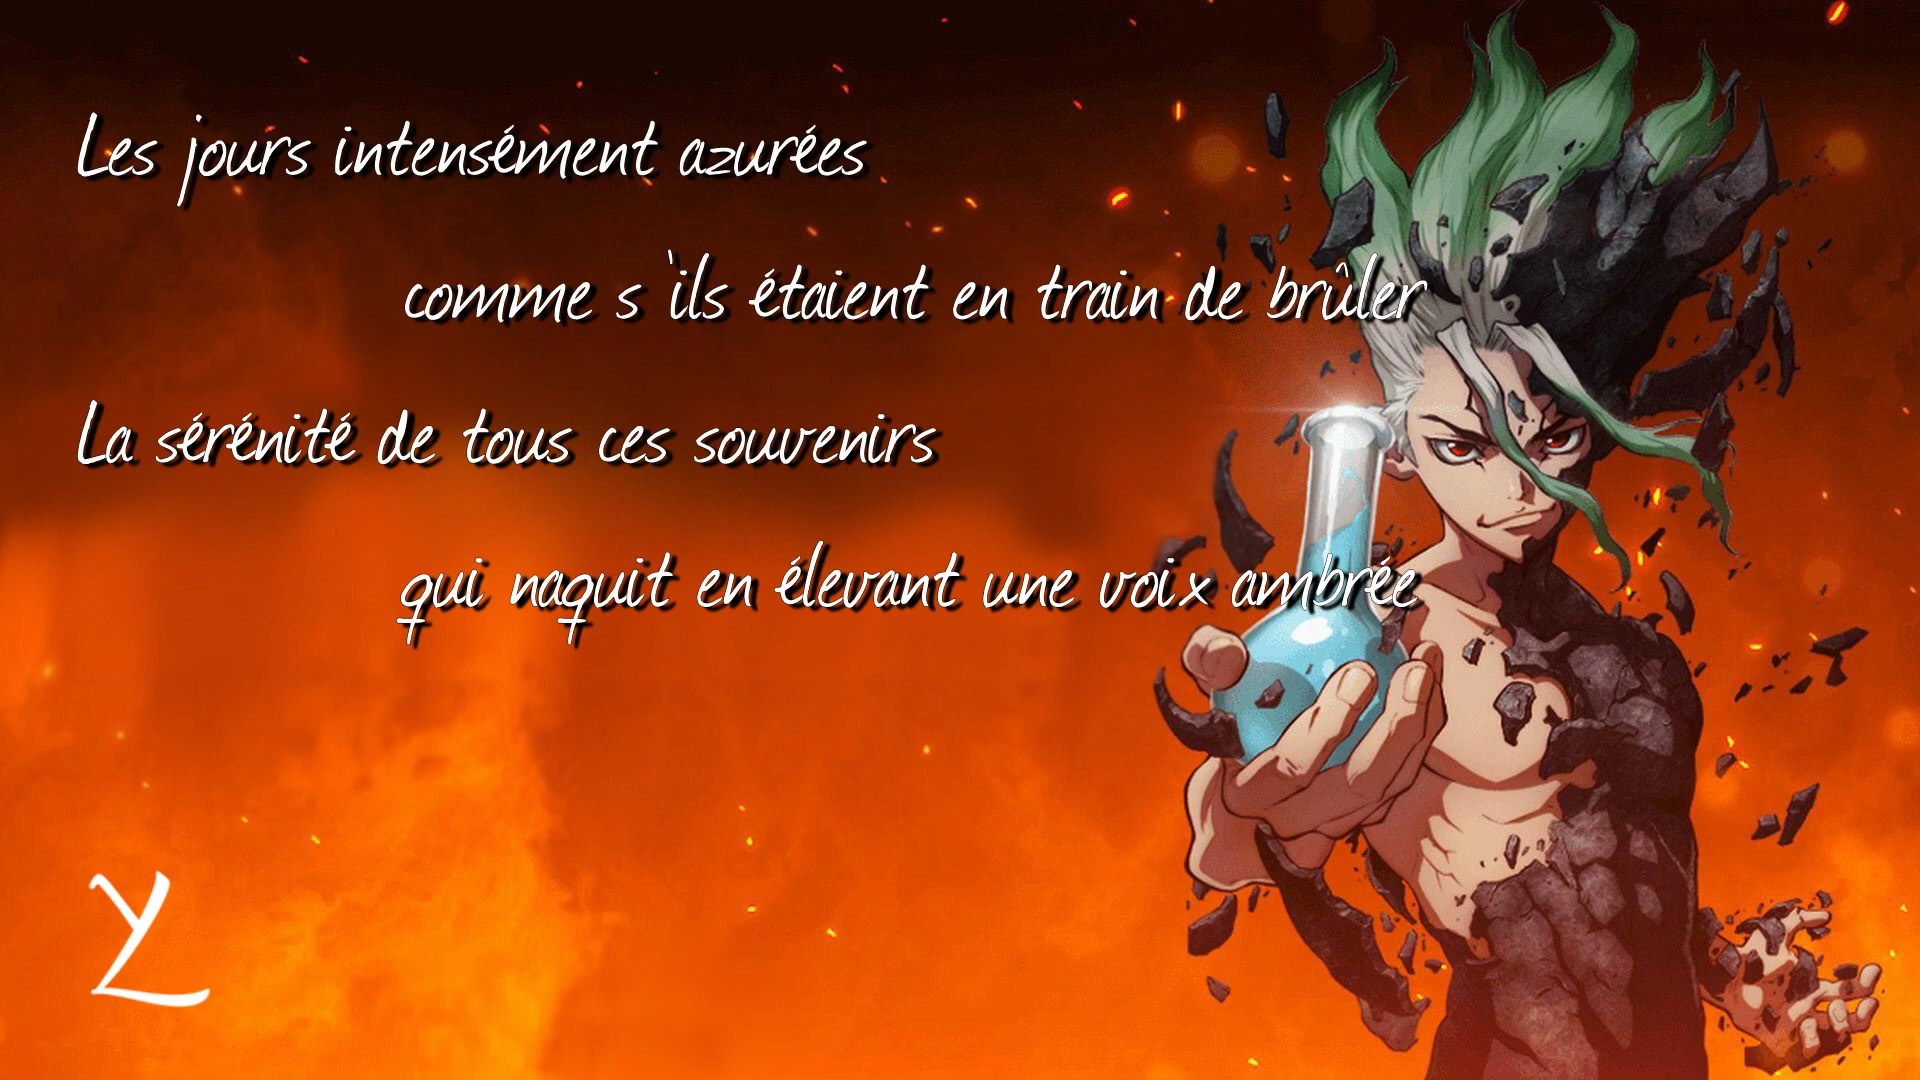 Les jours intensément azurées
comme s'ils étaient en train de brûler
La sérénité de tous ces souvenirs
qui naquit en élevant une voix ambrée